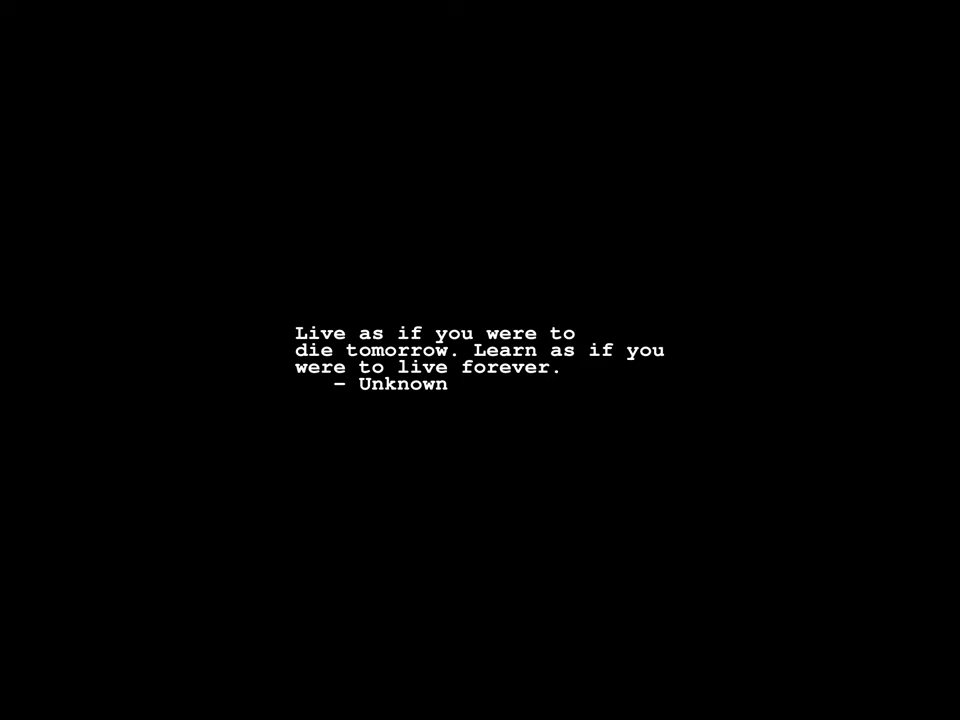 Live as if you were to
die tomorrow. Learn as if you
were to live forever.
– Unknown